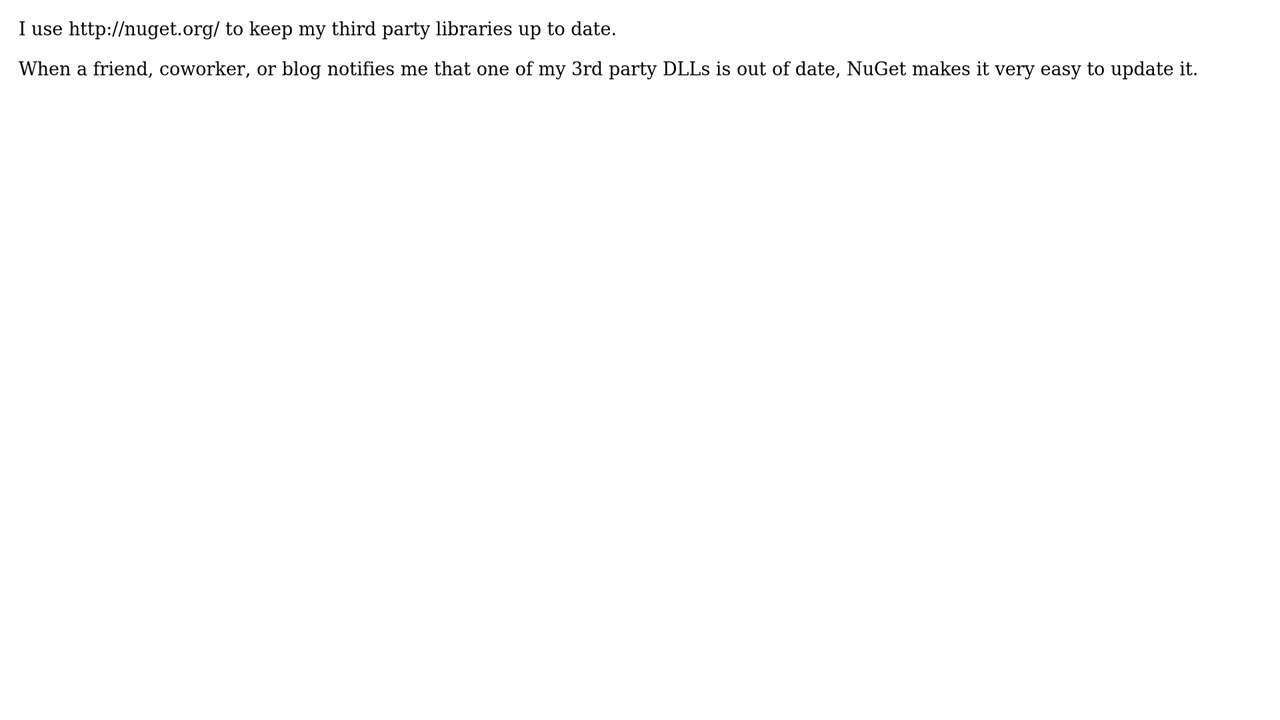 I use http://nuget.org/ to keep my third party libraries up to date.
When a friend, coworker, or blog notifies me that one of my 3rd party DLLs is out of date, NuGet makes it very easy to update it.